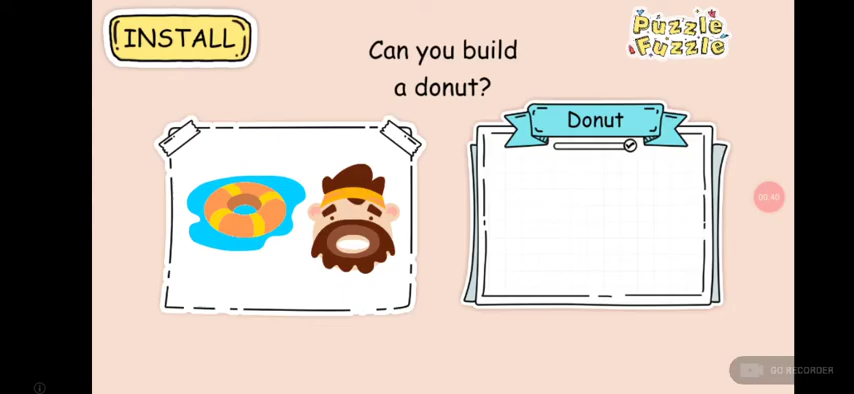 INSTALL
Can you build
a donut?
Puzzle
Fuzzle
Donut
00:40
GO RECORDER